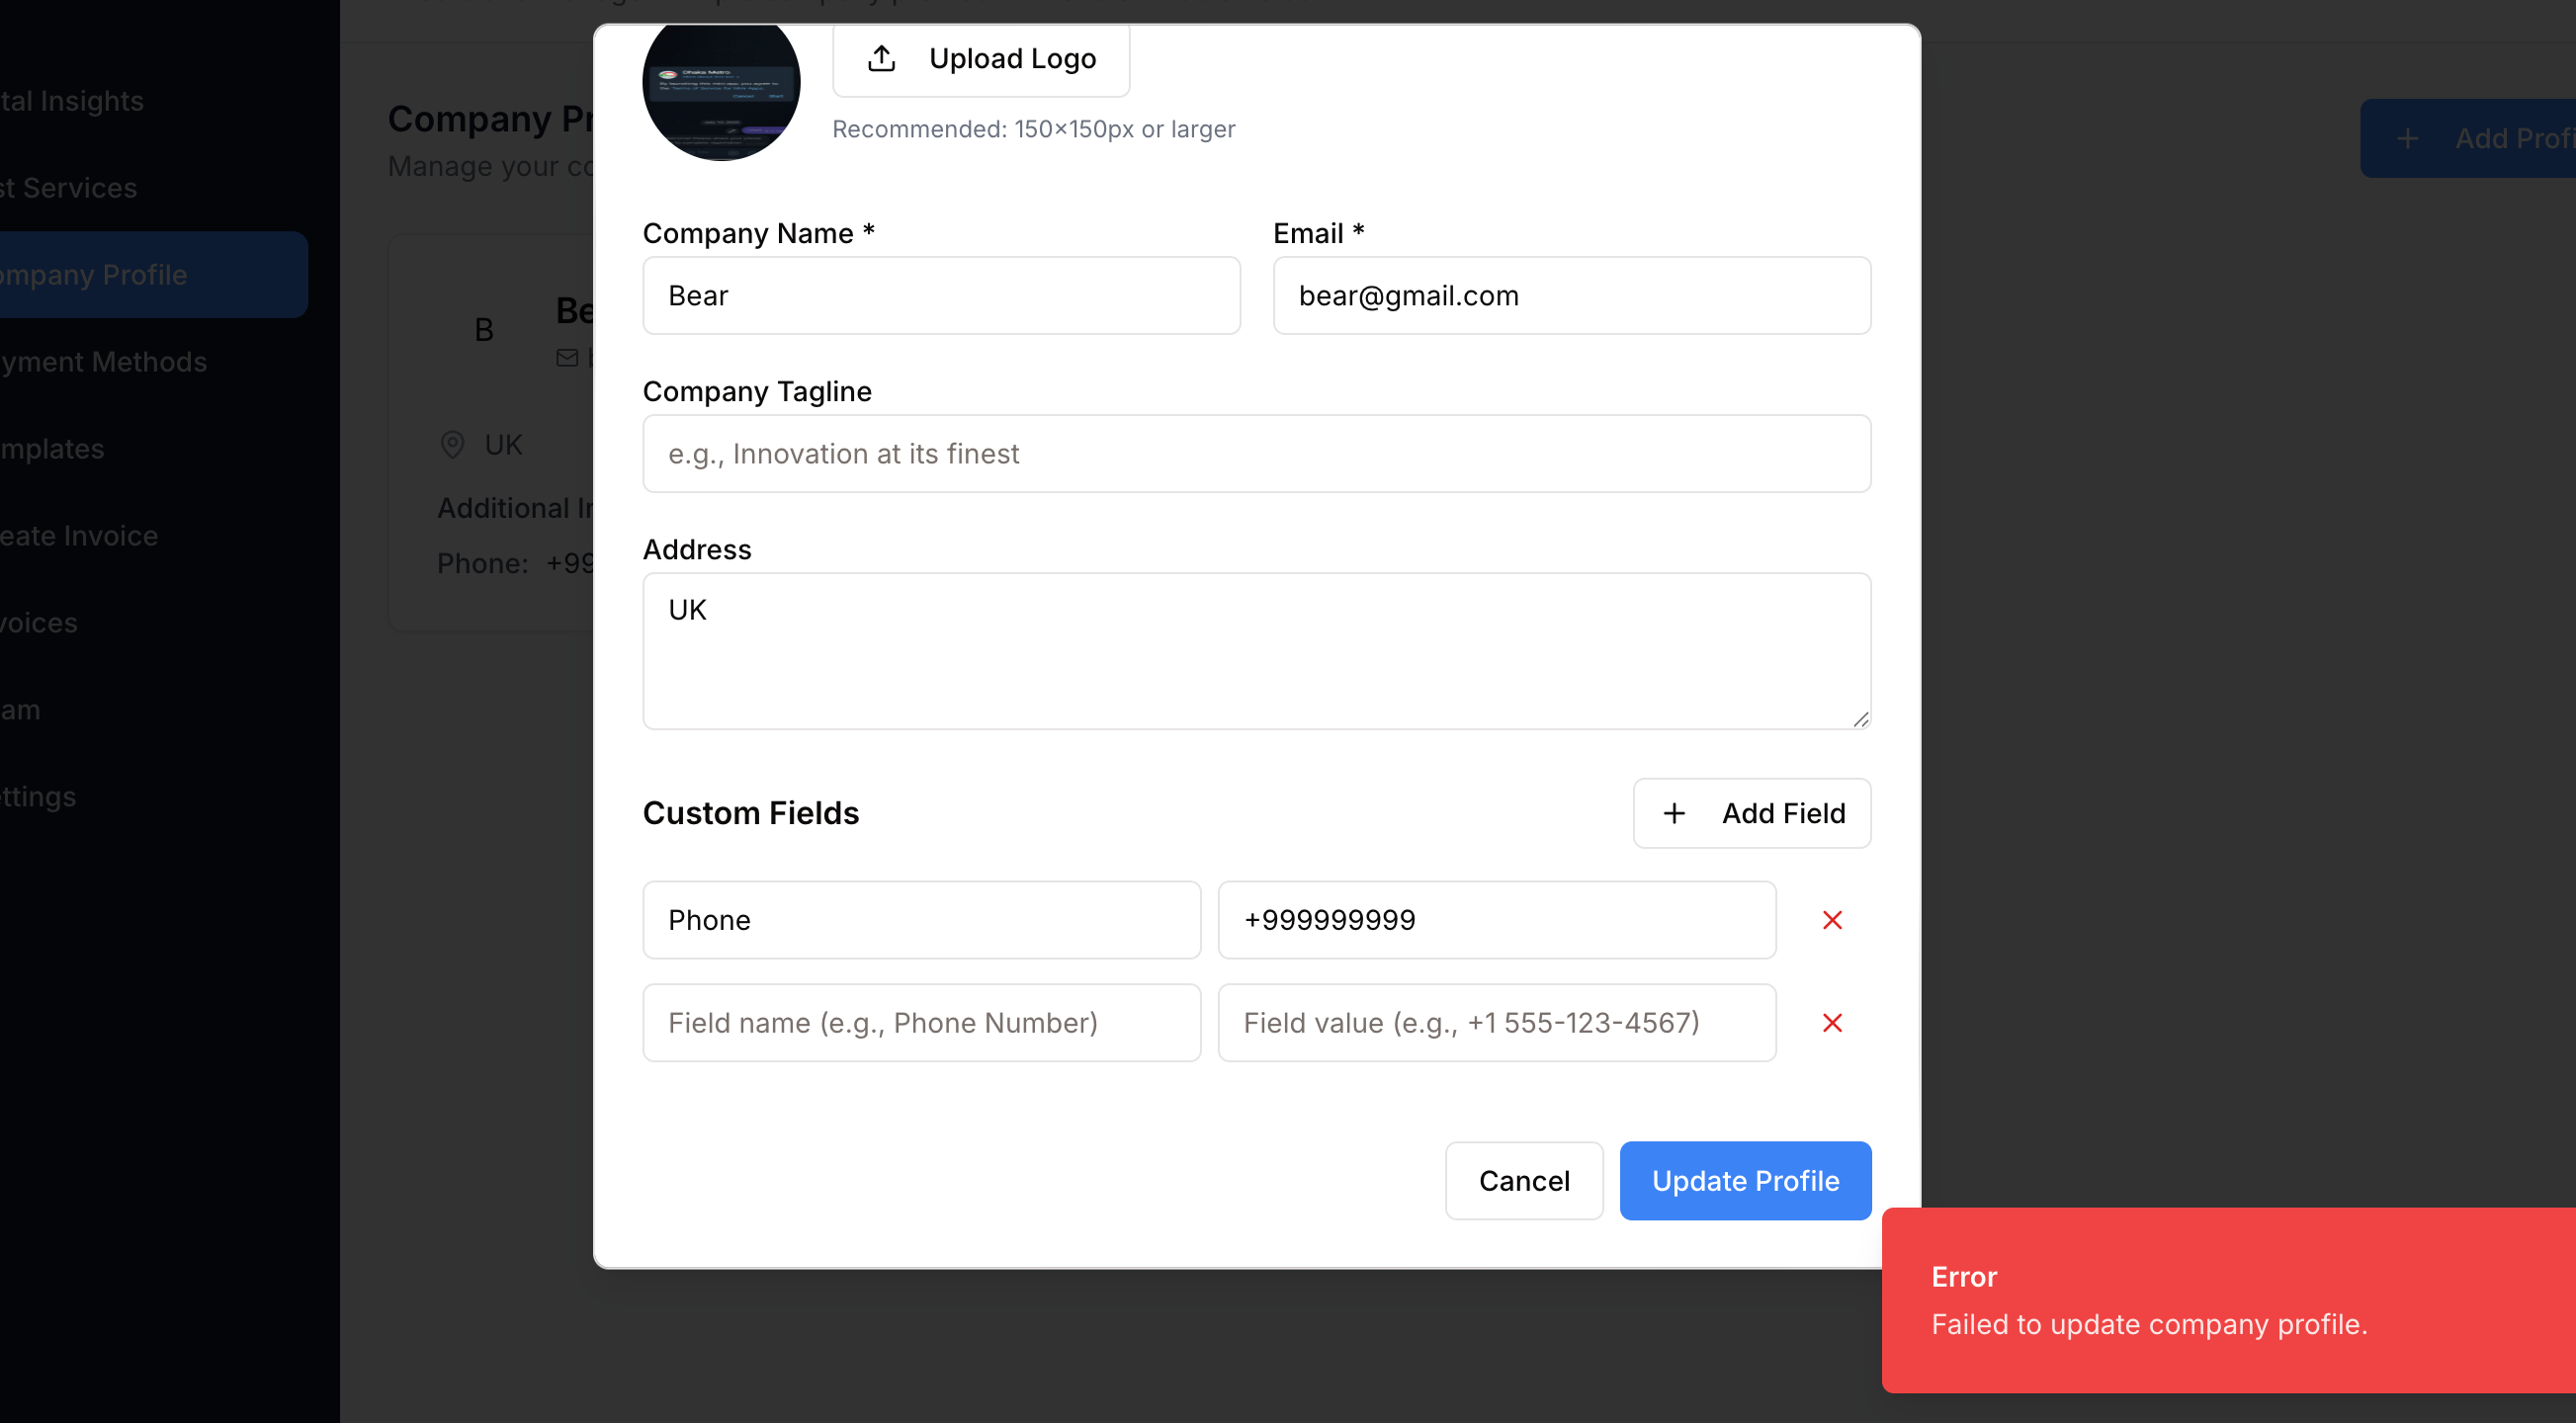 tal Insights
st Services
ompany Profile
yment Methods
mplates
eate Invoice
voices
am
ttings
Company Pr
Manage your co
Add Profi
B
Be
UK
Additional In
Phone: +99
Dhaka Metro
Upload Logo
Recommended: 150×150px or larger
Company Name *
Email *
Bear
bear@gmail.com
Company Tagline
e.g., Innovation at its finest
Address
UK
Custom Fields
Add Field
Phone
+999999999
Field name (e.g., Phone Number)
Field value (e.g., +1 555-123-4567)
Cancel
Update Profile
Error
Failed to update company profile.